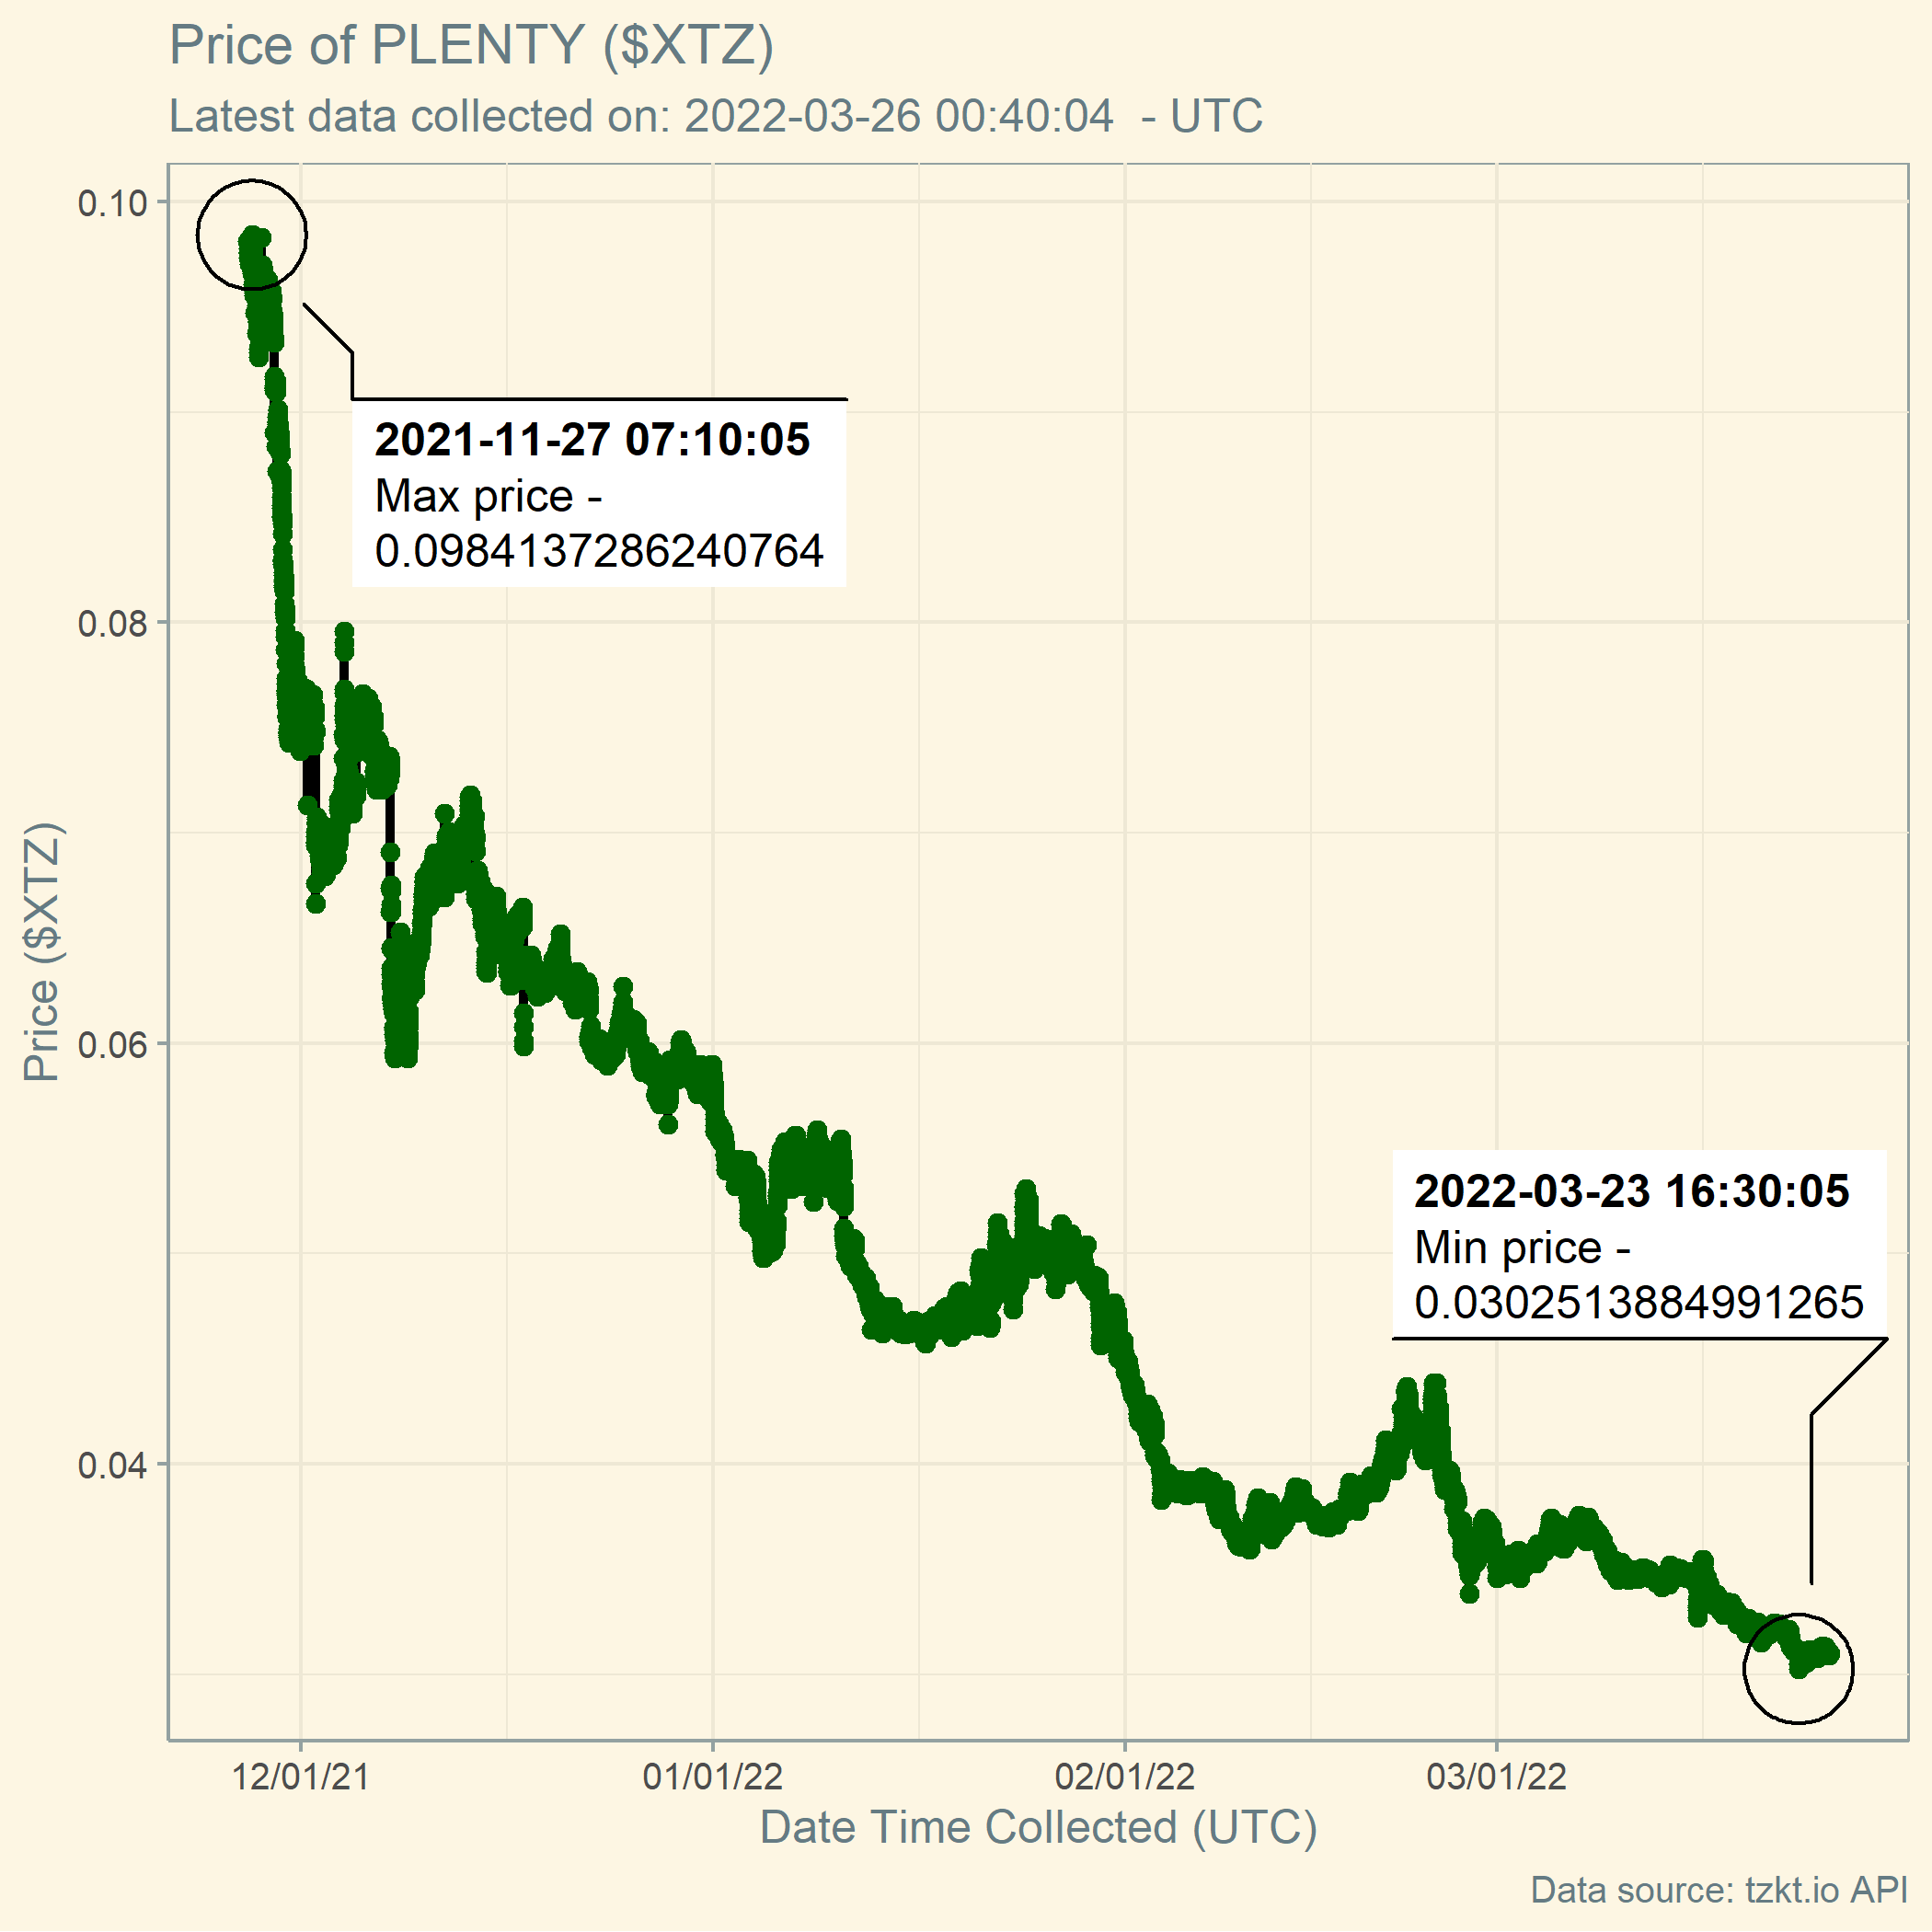 Price of PLENTY ($XTZ)
Latest data collected on: 2022-03-26 00:40:04  - UTC
0.10
0.08
0.06
0.04
Price ($XTZ)
2021-11-27 07:10:05
Max price -
0.0984137286240764
2022-03-23 16:30:05
Min price -
0.0302513884991265
12/01/21
01/01/22
02/01/22
03/01/22
Date Time Collected (UTC)
Data source: tzkt.io API